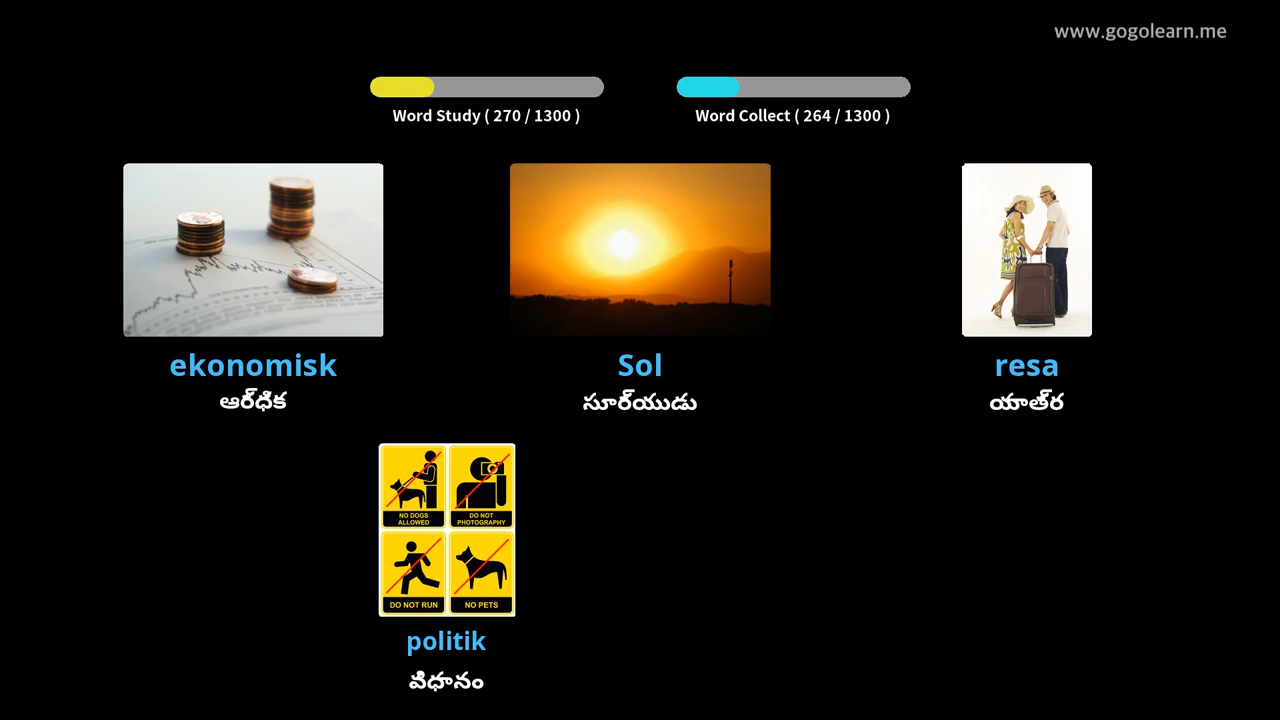 www.gogolearn.me
Word Study ( 270 / 1300 )
Word Collect ( 264 / 1300 )
ekonomisk
Sol
resa
ఆర్‌ధిక
సూర్‌యుడు
యాత్‌ర
NO DOGS
ALLOWED
DO NOT
PHOTOGRAPHY
DO NOT RUN
NO PETS
politik
విధానం